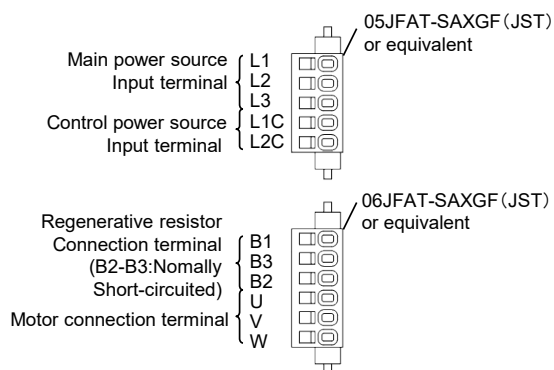 05JFAT-SAXGF(JST)
or equivalent
Main power source
Input terminal
L1
L2
L3
Control power source
Input terminal
L1C
L2C
06JFAT-SAXGF(JST)
or equivalent
Regenerative resistor
Connection terminal
(B2-B3:Nomally
Short-circuited)
B1
B3
B2
Motor connection terminal
U
V
W